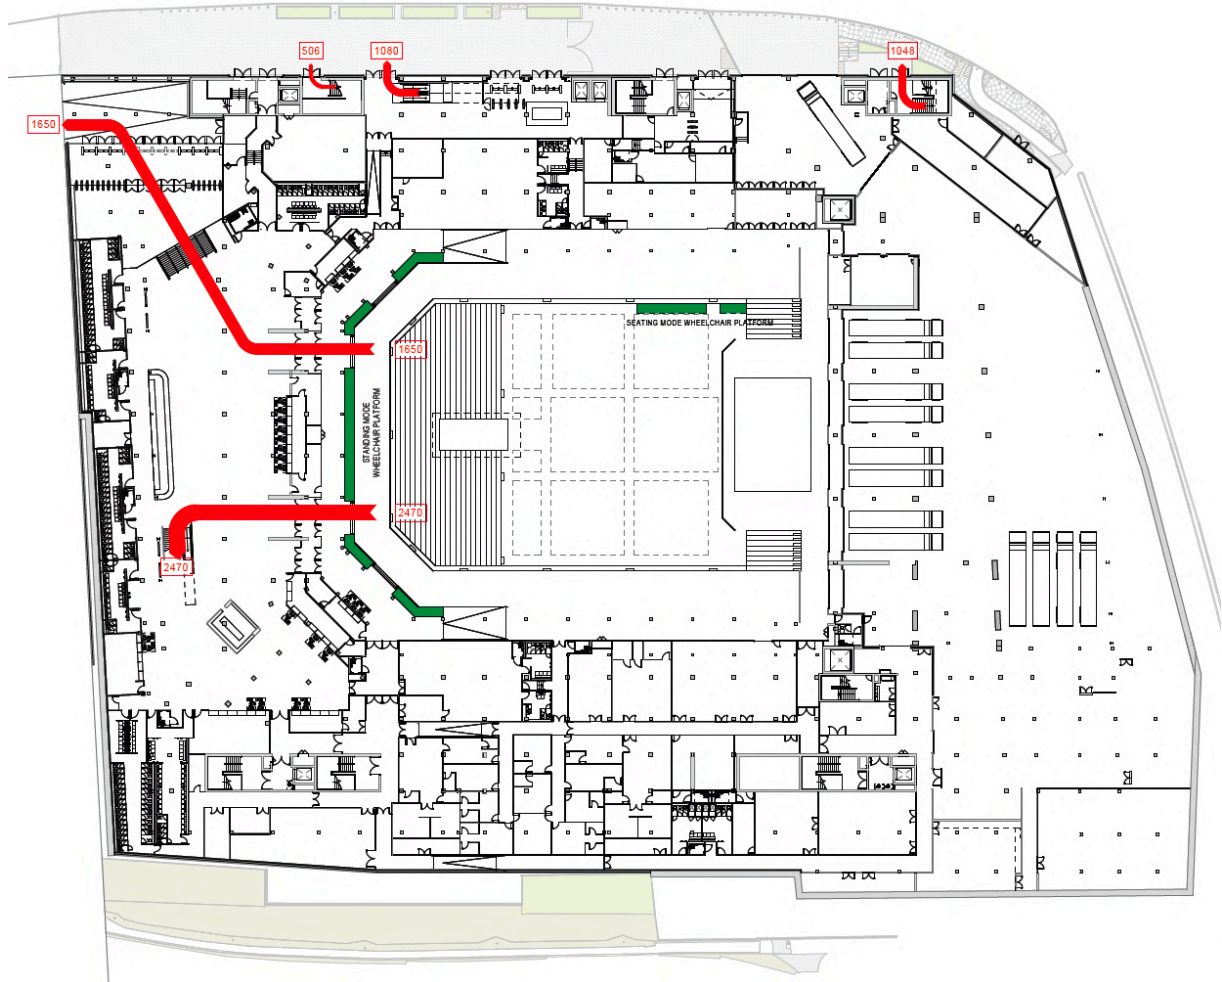 506
1080
1048
1650
SEATING MODE WHEELCHAIR PLATFORM
1650
STANDING MODE
WHEELCHAIR PLATFORM
2470
2470